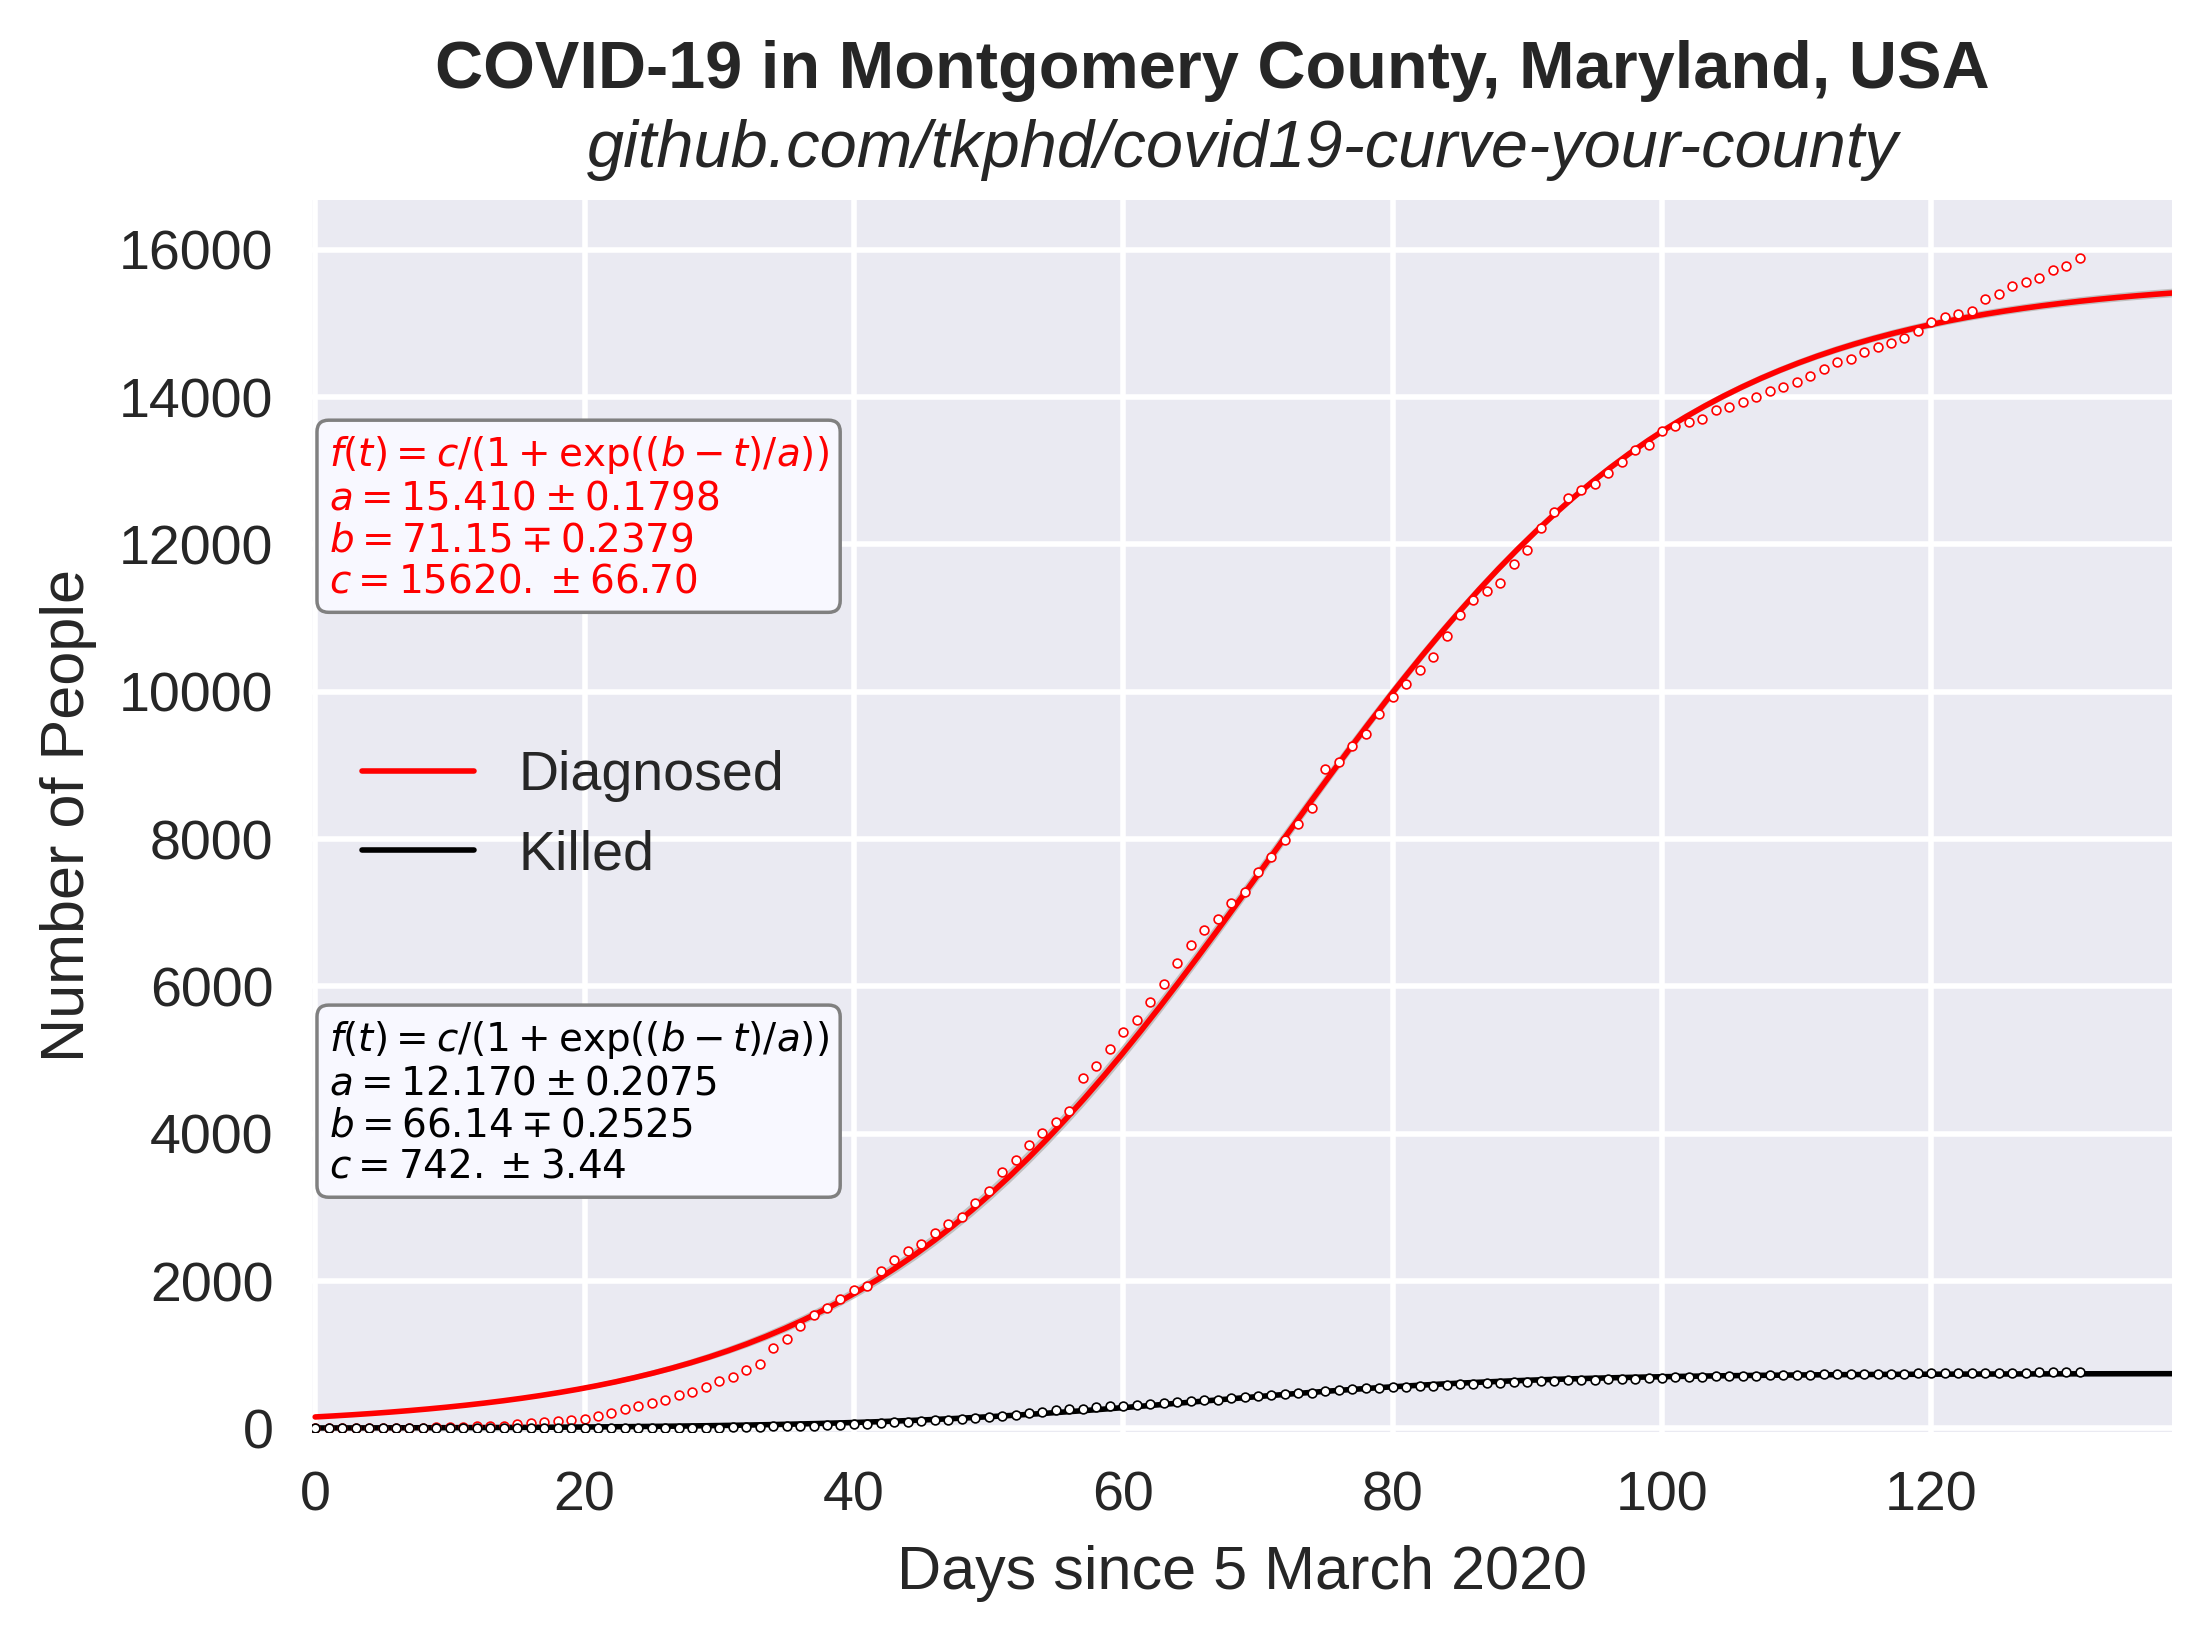 COVID-19 in Montgomery County, Maryland, USA
github.com/tkphd/covid19-curve-your-county
Number of People
16000
14000
12000
10000
8000
6000
4000
2000
0
f(t) = c/(1 + exp((b − t)/a))
a = 15.410 ± 0.1798
b = 71.15 ∓ 0.2379
c = 15620. ± 66.70
Diagnosed
Killed
f(t) = c/(1 + exp((b − t)/a))
a = 12.170 ± 0.2075
b = 66.14 ∓ 0.2525
c = 742. ± 3.44
0 20 40 60 80 100 120
Days since 5 March 2020